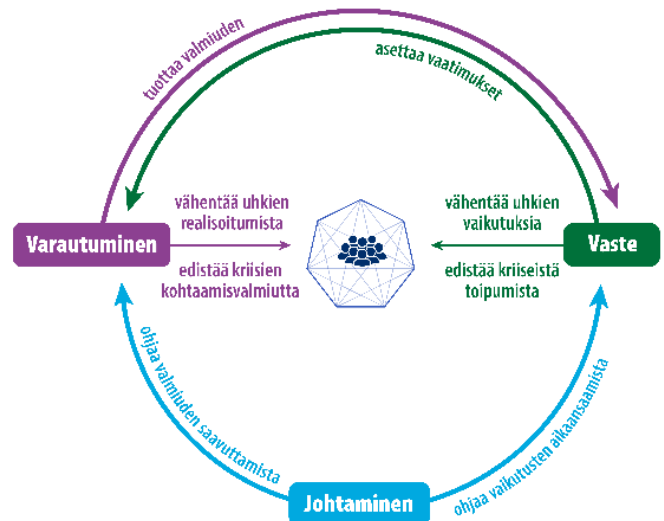 tuottaa valmiuden
asettaa vaatimukset
vähentää uhkien
realisoitumista
vähentää uhkien
vaikutuksia
Varautuminen
Vaste
edistää kriisien
kohtaamisvalmiutta
edistää kriiseistä
toipumista
ohjaa valmiuden saavuttamista
ohjaa vaikutusten aikaansaamista
Johtaminen